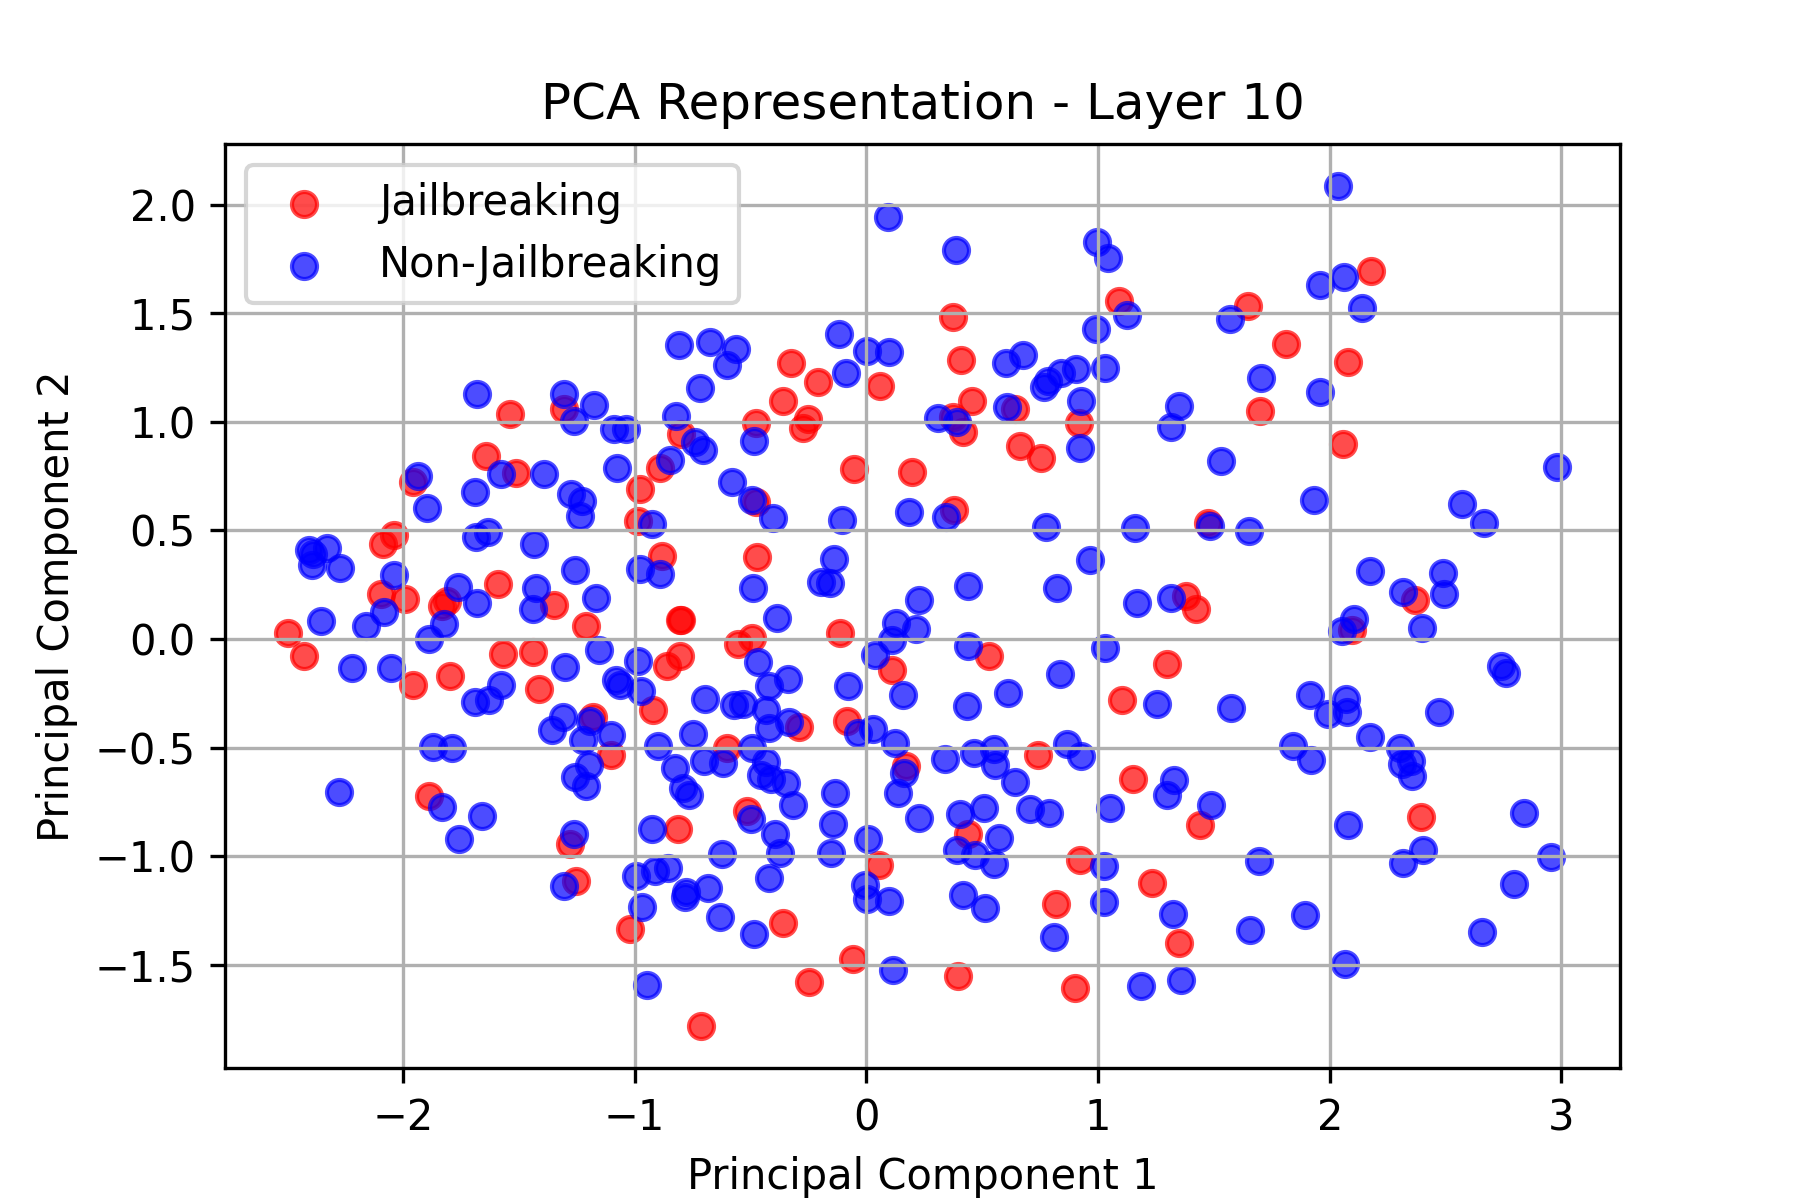 PCA Representation - Layer 10
Jailbreaking
Non-Jailbreaking
2.0
1.5
1.0
0.5
0.0
−0.5
−1.0
−1.5
Principal Component 2
−2
−1
0
1
2
3
Principal Component 1